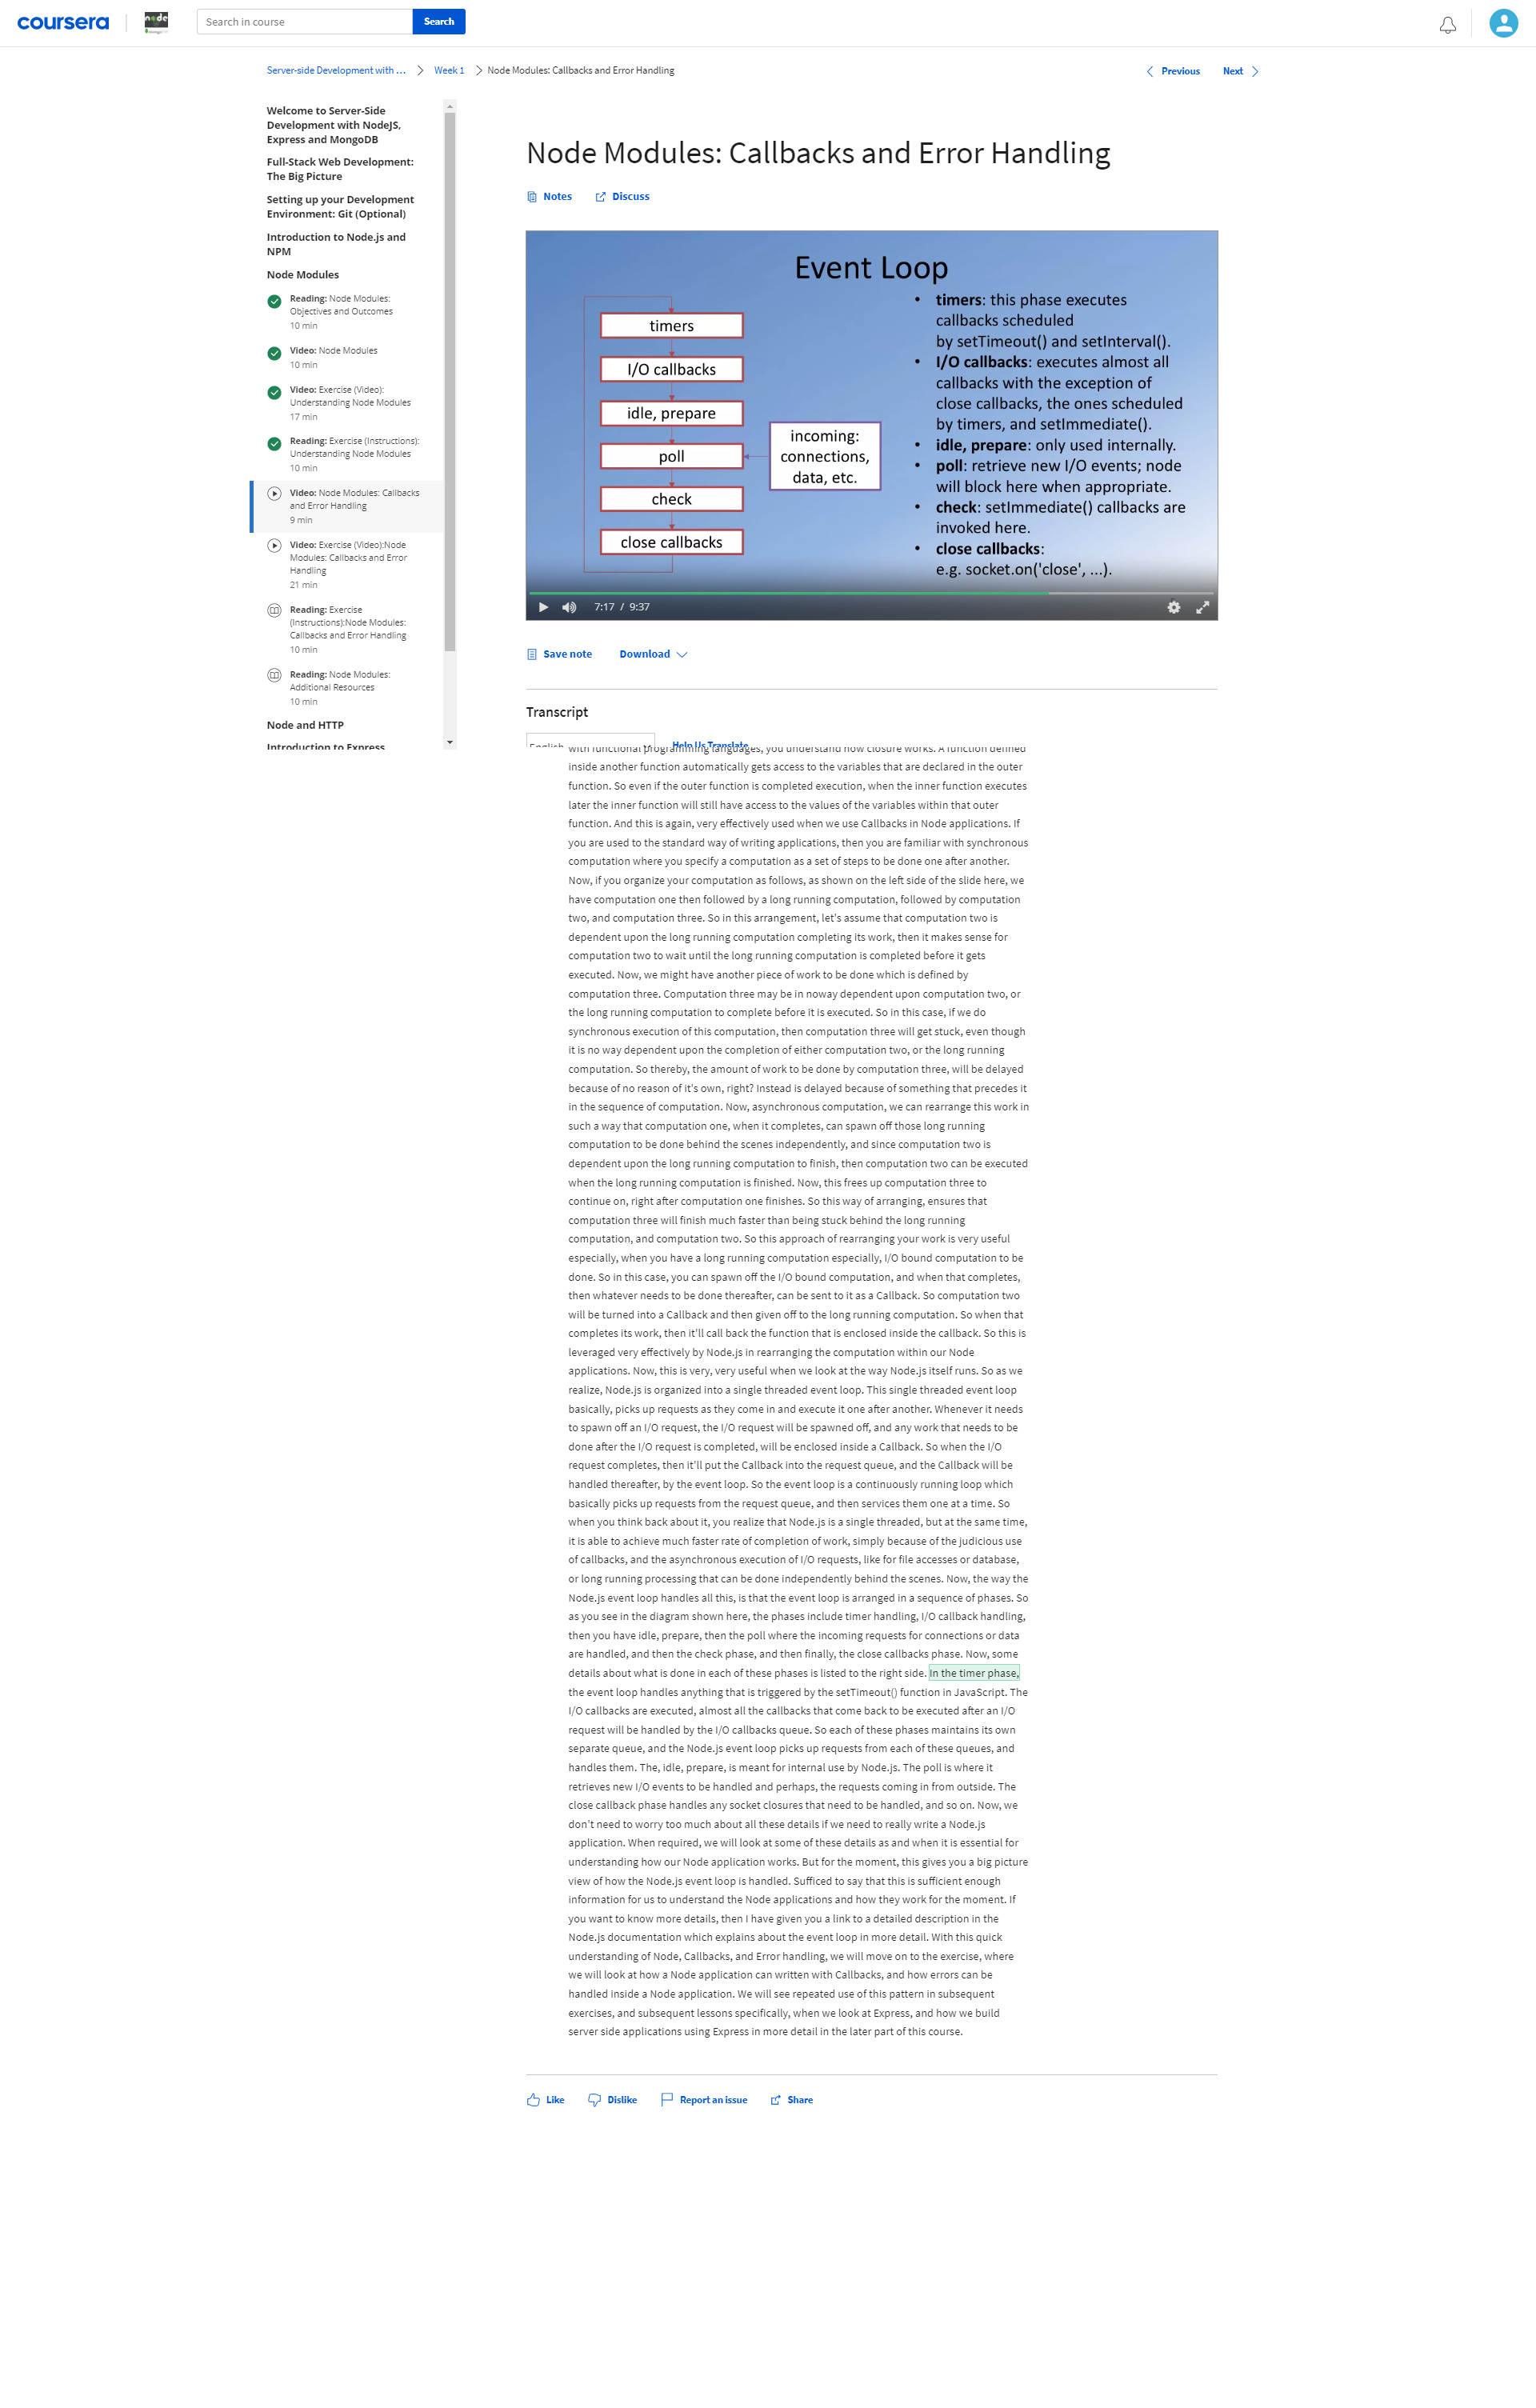 coursera
node
Search in course
Search
Server-side Development with ...
Week 1
Node Modules: Callbacks and Error Handling
Previous
Next
Welcome to Server-Side
Development with NodeJS,
Express and MongoDB
Full-Stack Web Development:
The Big Picture
Setting up your Development
Environment: Git (Optional)
Introduction to Node.js and
NPM
Node Modules
Reading: Node Modules:
Objectives and Outcomes
10 min
Video: Node Modules
10 min
Video: Exercise (Video):
Understanding Node Modules
17 min
Reading: Exercise (Instructions):
Understanding Node Modules
10 min
Video: Node Modules: Callbacks
and Error Handling
9 min
Video: Exercise (Video):Node
Modules: Callbacks and Error
Handling
21 min
Reading: Exercise
(Instructions):Node Modules:
Callbacks and Error Handling
10 min
Reading: Node Modules:
Additional Resources
10 min
Node and HTTP
Introduction to Express
Node Modules: Callbacks and Error Handling
Notes
Discuss
Event Loop
timers
I/O callbacks
idle, prepare
poll
check
close callbacks
incoming:
connections,
data, etc.
• timers: this phase executes
callbacks scheduled
by setTimeout() and setInterval().
• I/O callbacks: executes almost all
callbacks with the exception of
close callbacks, the ones scheduled
by timers, and setImmediate().
• idle, prepare: only used internally.
• poll: retrieve new I/O events; node
will block here when appropriate.
• check: setImmediate() callbacks are
invoked here.
• close callbacks:
e.g. socket.on('close', ...).
7:17 / 9:37
Save note
Download
Transcript
English
Help Us Translate
with functional programming languages, you understand how closure works. A function defined
inside another function automatically gets access to the variables that are declared in the outer
function. So even if the outer function is completed execution, when the inner function executes
later the inner function will still have access to the values of the variables within that outer
function. And this is again, very effectively used when we use Callbacks in Node applications. If
you are used to the standard way of writing applications, then you are familiar with synchronous
computation where you specify a computation as a set of steps to be done one after another.
Now, if you organize your computation as follows, as shown on the left side of the slide here, we
have computation one then followed by a long running computation, followed by computation
two, and computation three. So in this arrangement, let's assume that computation two is
dependent upon the long running computation completing its work, then it makes sense for
computation two to wait until the long running computation is completed before it gets
executed. Now, we might have another piece of work to be done which is defined by
computation three. Computation three may be in noway dependent upon computation two, or
the long running computation to complete before it is executed. So in this case, if we do
synchronous execution of this computation, then computation three will get stuck, even though
it is no way dependent upon the completion of either computation two, or the long running
computation. So thereby, the amount of work to be done by computation three, will be delayed
because of no reason of it's own, right? Instead is delayed because of something that precedes it
in the sequence of computation. Now, asynchronous computation, we can rearrange this work in
such a way that computation one, when it completes, can spawn off those long running
computation to be done behind the scenes independently, and since computation two is
dependent upon the long running computation to finish, then computation two can be executed
when the long running computation is finished. Now, this frees up computation three to
continue on, right after computation one finishes. So this way of arranging, ensures that
computation three will finish much faster than being stuck behind the long running
computation, and computation two. So this approach of rearranging your work is very useful
especially, when you have a long running computation especially, I/O bound computation to be
done. So in this case, you can spawn off the I/O bound computation, and when that completes,
then whatever needs to be done thereafter, can be sent to it as a Callback. So computation two
will be turned into a Callback and then given off to the long running computation. So when that
completes its work, then it'll call back the function that is enclosed inside the callback. So this is
leveraged very effectively by Node.js in rearranging the computation within our Node
applications. Now, this is very, very useful when we look at the way Node.js itself runs. So as we
realize, Node.js is organized into a single threaded event loop. This single threaded event loop
basically, picks up requests as they come in and execute it one after another. Whenever it needs
to spawn off an I/O request, the I/O request will be spawned off, and any work that needs to be
done after the I/O request is completed, will be enclosed inside a Callback. So when the I/O
request completes, then it'll put the Callback into the request queue, and the Callback will be
handled thereafter, by the event loop. So the event loop is a continuously running loop which
basically picks up requests from the request queue, and then services them one at a time. So
when you think back about it, you realize that Node.js is a single threaded, but at the same time,
it is able to achieve much faster rate of completion of work, simply because of the judicious use
of callbacks, and the asynchronous execution of I/O requests, like for file accesses or database,
or long running processing that can be done independently behind the scenes. Now, the way the
Node.js event loop handles all this, is that the event loop is arranged in a sequence of phases. So
as you see in the diagram shown here, the phases include timer handling, I/O callback handling,
then you have idle, prepare, then the poll where the incoming requests for connections or data
are handled, and then the check phase, and then finally, the close callbacks phase. Now, some
details about what is done in each of these phases is listed to the right side. In the timer phase,
the event loop handles anything that is triggered by the setTimeout() function in JavaScript. The
I/O callbacks are executed, almost all the callbacks that come back to be executed after an I/O
request will be handled by the I/O callbacks queue. So each of these phases maintains its own
separate queue, and the Node.js event loop picks up requests from each of these queues, and
handles them. The, idle, prepare, is meant for internal use by Node.js. The poll is where it
retrieves new I/O events to be handled and perhaps, the requests coming in from outside. The
close callback phase handles any socket closures that need to be handled, and so on. Now, we
don't need to worry too much about all these details if we need to really write a Node.js
application. When required, we will look at some of these details as and when it is essential for
understanding how our Node application works. But for the moment, this gives you a big picture
view of how the Node.js event loop is handled. Sufficed to say that this is sufficient enough
information for us to understand the Node applications and how they work for the moment. If
you want to know more details, then I have given you a link to a detailed description in the
Node.js documentation which explains about the event loop in more detail. With this quick
understanding of Node, Callbacks, and Error handling, we will move on to the exercise, where
we will look at how a Node application can written with Callbacks, and how errors can be
handled inside a Node application. We will see repeated use of this pattern in subsequent
exercises, and subsequent lessons specifically, when we look at Express, and how we build
server side applications using Express in more detail in the later part of this course.
Like
Dislike
Report an issue
Share